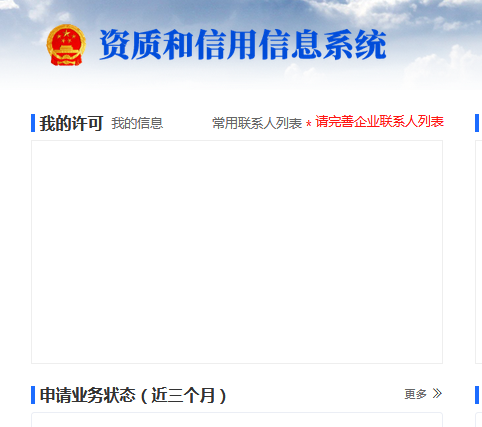 资质和信用信息系统
我的许可 我的信息 常用联系人列表 * 请完善企业联系人列表
申请业务状态（近三个月） 更多 »